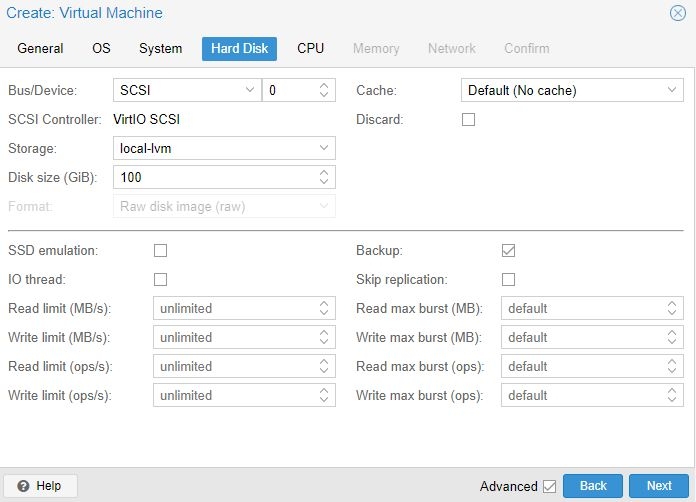 Create: Virtual Machine
General OS System Hard Disk CPU Memory Network Confirm
Bus/Device: SCSI 0 Cache: Default (No cache)
SCSI Controller: VirtIO SCSI Discard:
Storage: local-lvm
Disk size (GiB): 100
Format: Raw disk image (raw)
SSD emulation: Backup:
IO thread: Skip replication:
Read limit (MB/s): unlimited Read max burst (MB): default
Write limit (MB/s): unlimited Write max burst (MB): default
Read limit (ops/s): unlimited Read max burst (ops): default
Write limit (ops/s): unlimited Write max burst (ops): default
Help Advanced Back Next